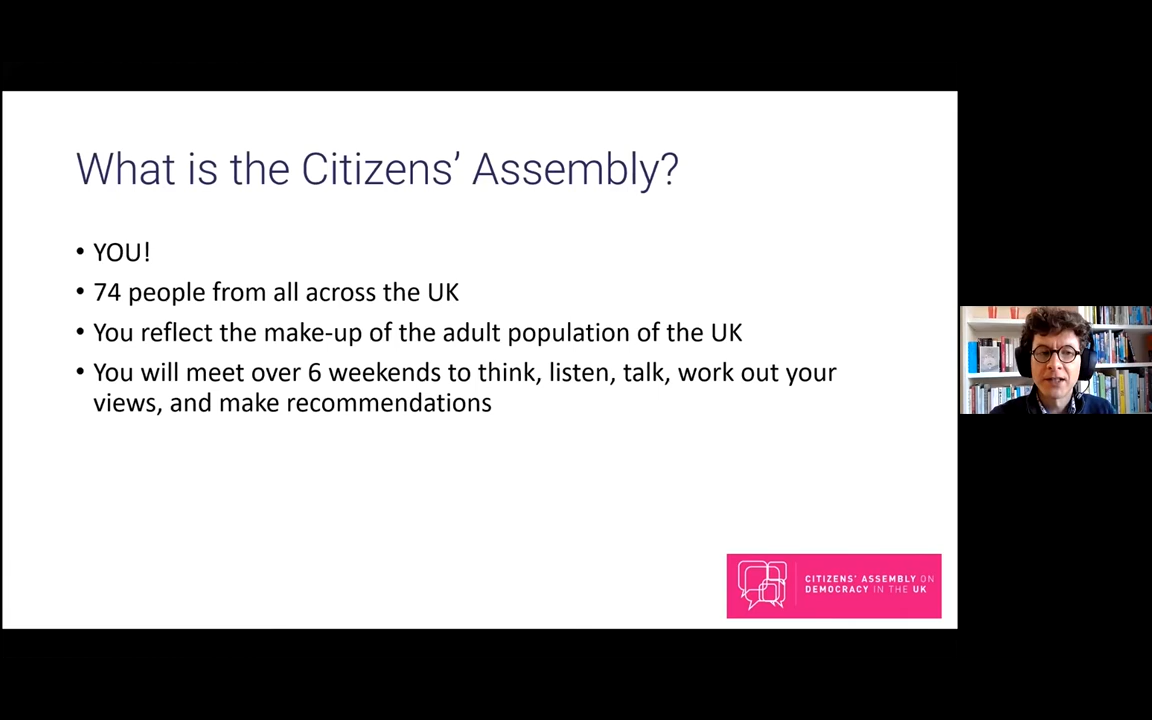 What is the Citizens’ Assembly?
• YOU!
• 74 people from all across the UK
• You reflect the make-up of the adult population of the UK
• You will meet over 6 weekends to think, listen, talk, work out your
views, and make recommendations
CITIZENS’ ASSEMBLY ON
DEMOCRACY IN THE UK